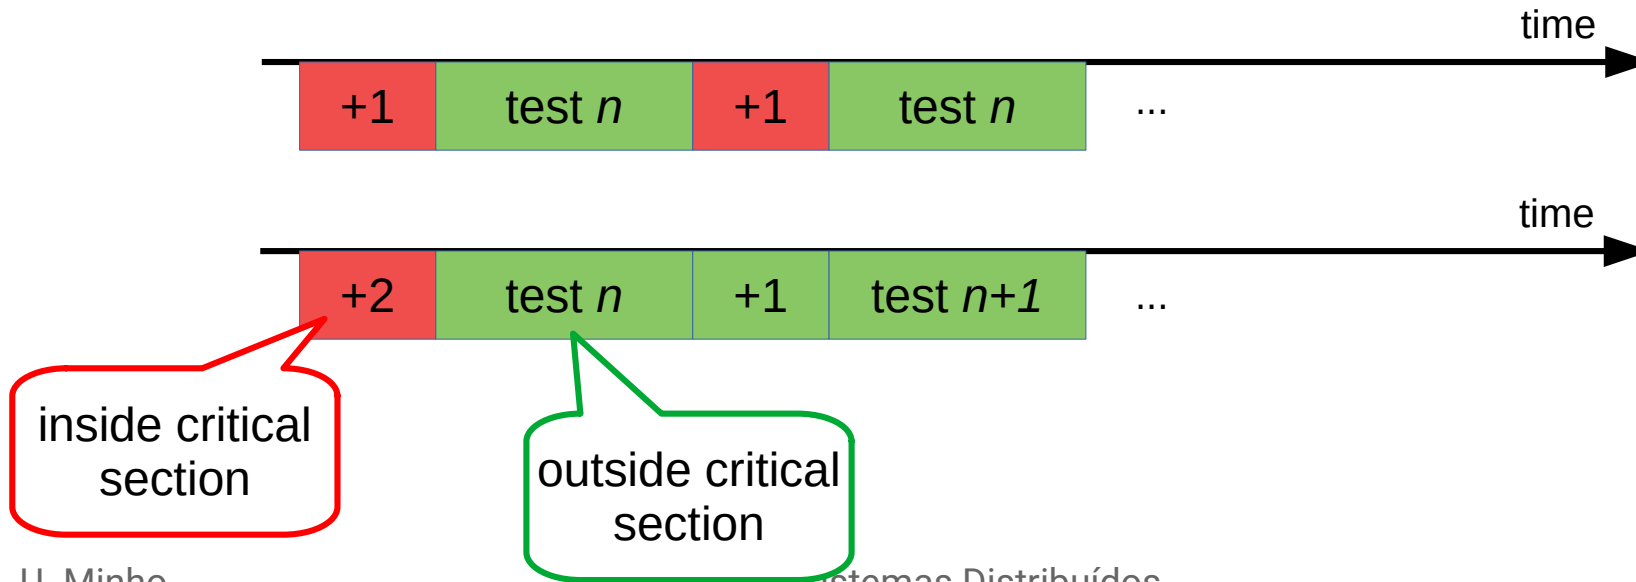 time
+1 test n +1 test n ...
time
+2 test n +1 test n+1 ...
inside critical
section
outside critical
section